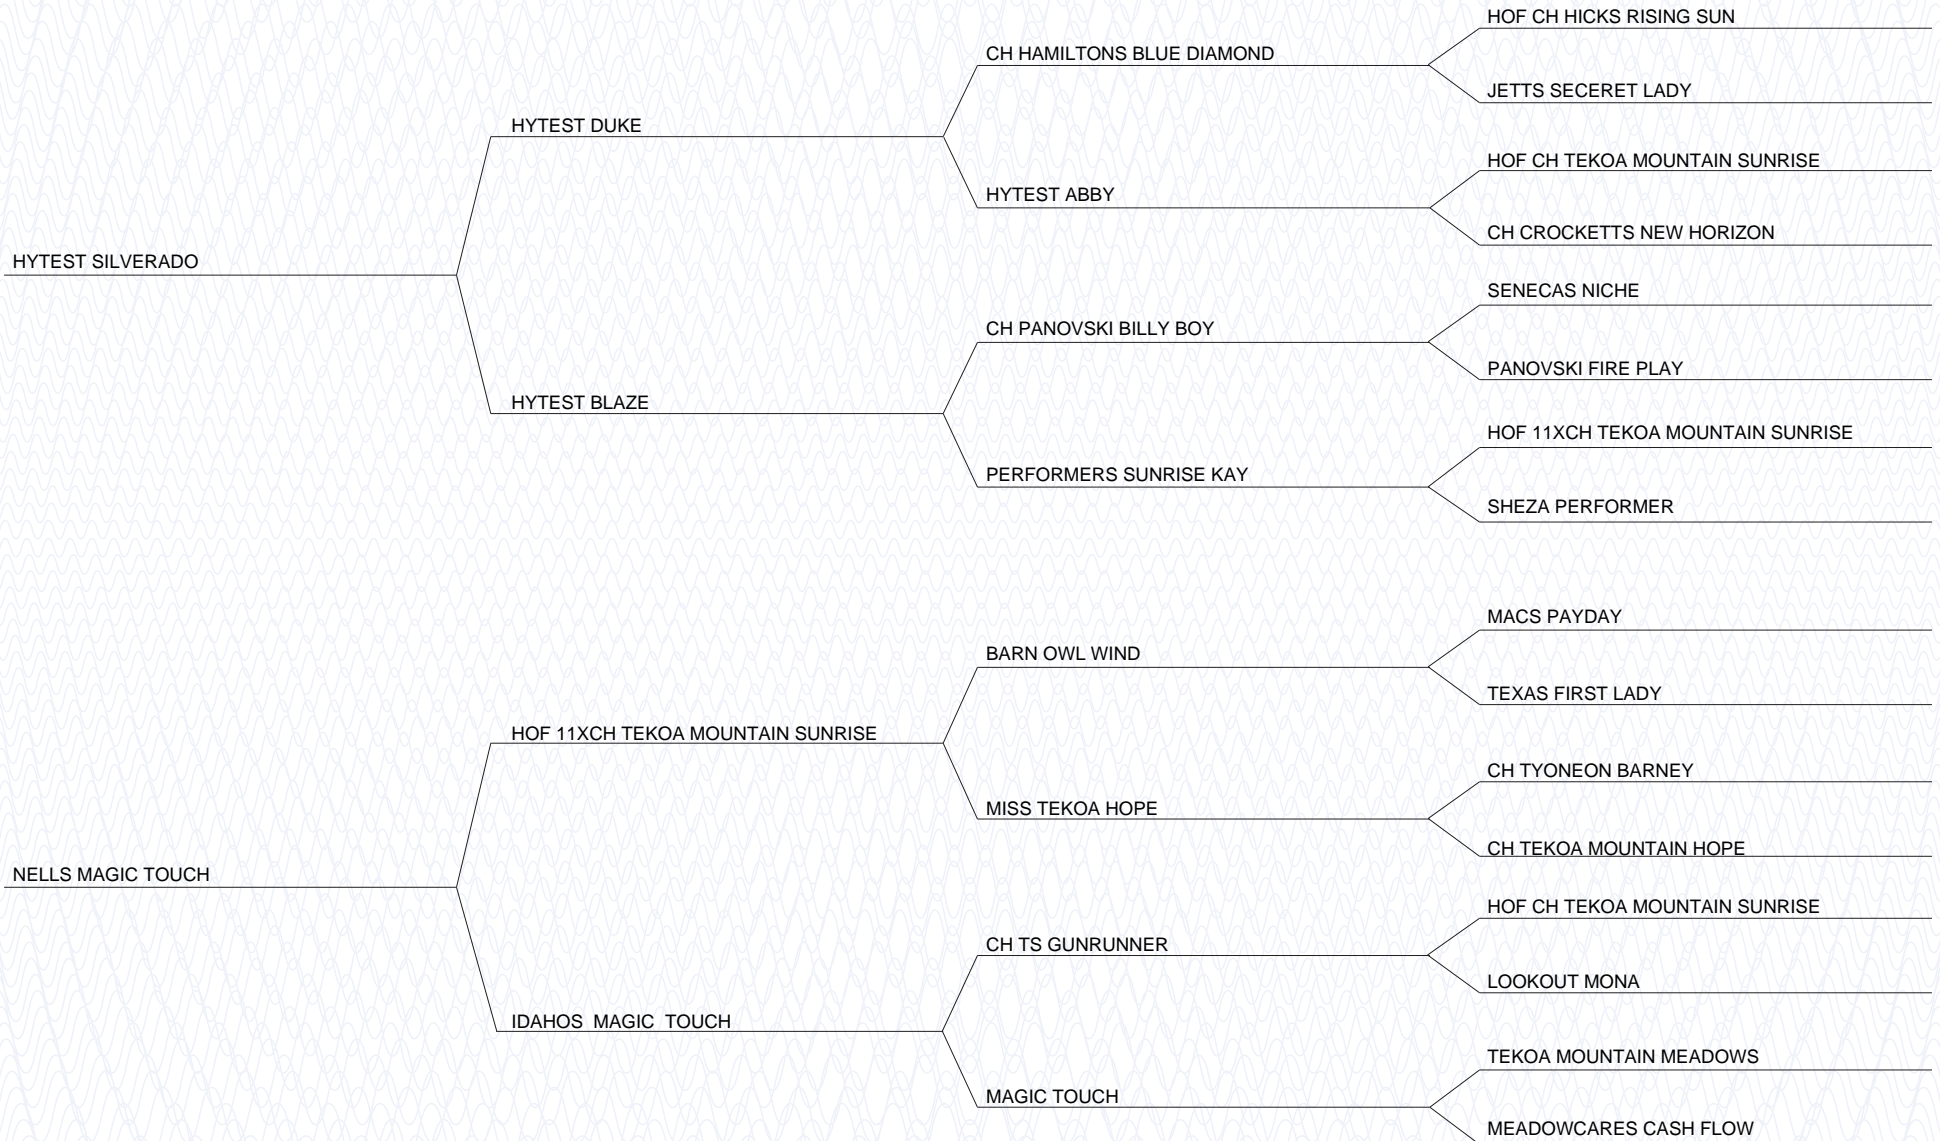 HOF CH HICKS RISING SUN
CH HAMILTONS BLUE DIAMOND
JETTS SECERET LADY
HYTEST DUKE
HOF CH TEKOA MOUNTAIN SUNRISE
HYTEST ABBY
CH CROCKETTS NEW HORIZON
HYTEST SILVERADO
SENECAS NICHE
CH PANOVSKI BILLY BOY
PANOVSKI FIRE PLAY
HYTEST BLAZE
HOF 11XCH TEKOA MOUNTAIN SUNRISE
PERFORMERS SUNRISE KAY
SHEZA PERFORMER
MACS PAYDAY
BARN OWL WIND
TEXAS FIRST LADY
HOF 11XCH TEKOA MOUNTAIN SUNRISE
CH TYONEON BARNEY
MISS TEKOA HOPE
CH TEKOA MOUNTAIN HOPE
NELLS MAGIC TOUCH
HOF CH TEKOA MOUNTAIN SUNRISE
CH TS GUNRUNNER
LOOKOUT MONA
IDAHOS  MAGIC  TOUCH
TEKOA MOUNTAIN MEADOWS
MAGIC TOUCH
MEADOWCARES CASH FLOW